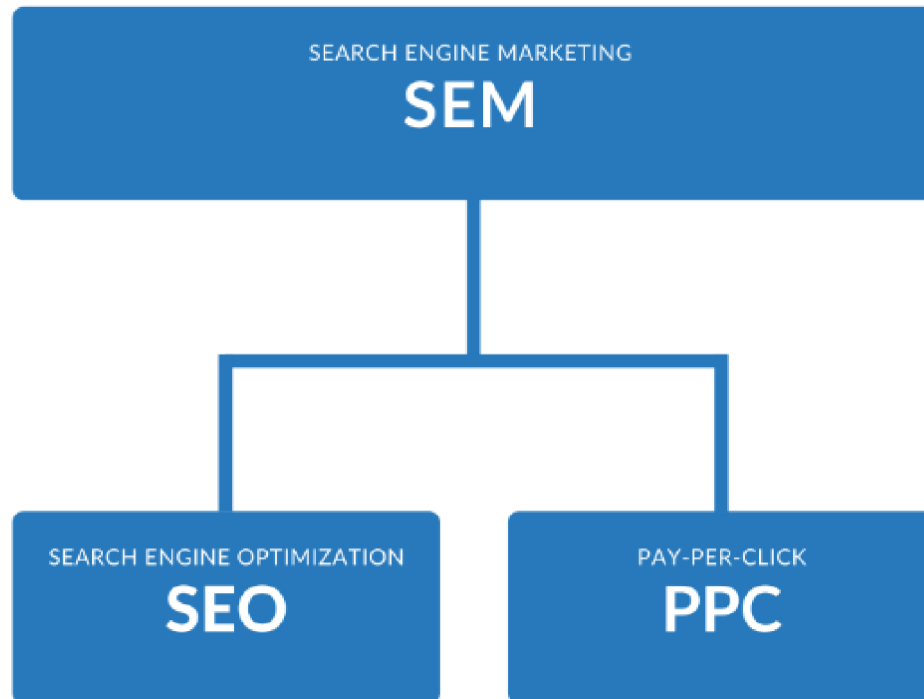 SEARCH ENGINE MARKETING
SEM
SEARCH ENGINE OPTIMIZATION
SEO
PAY-PER-CLICK
PPC